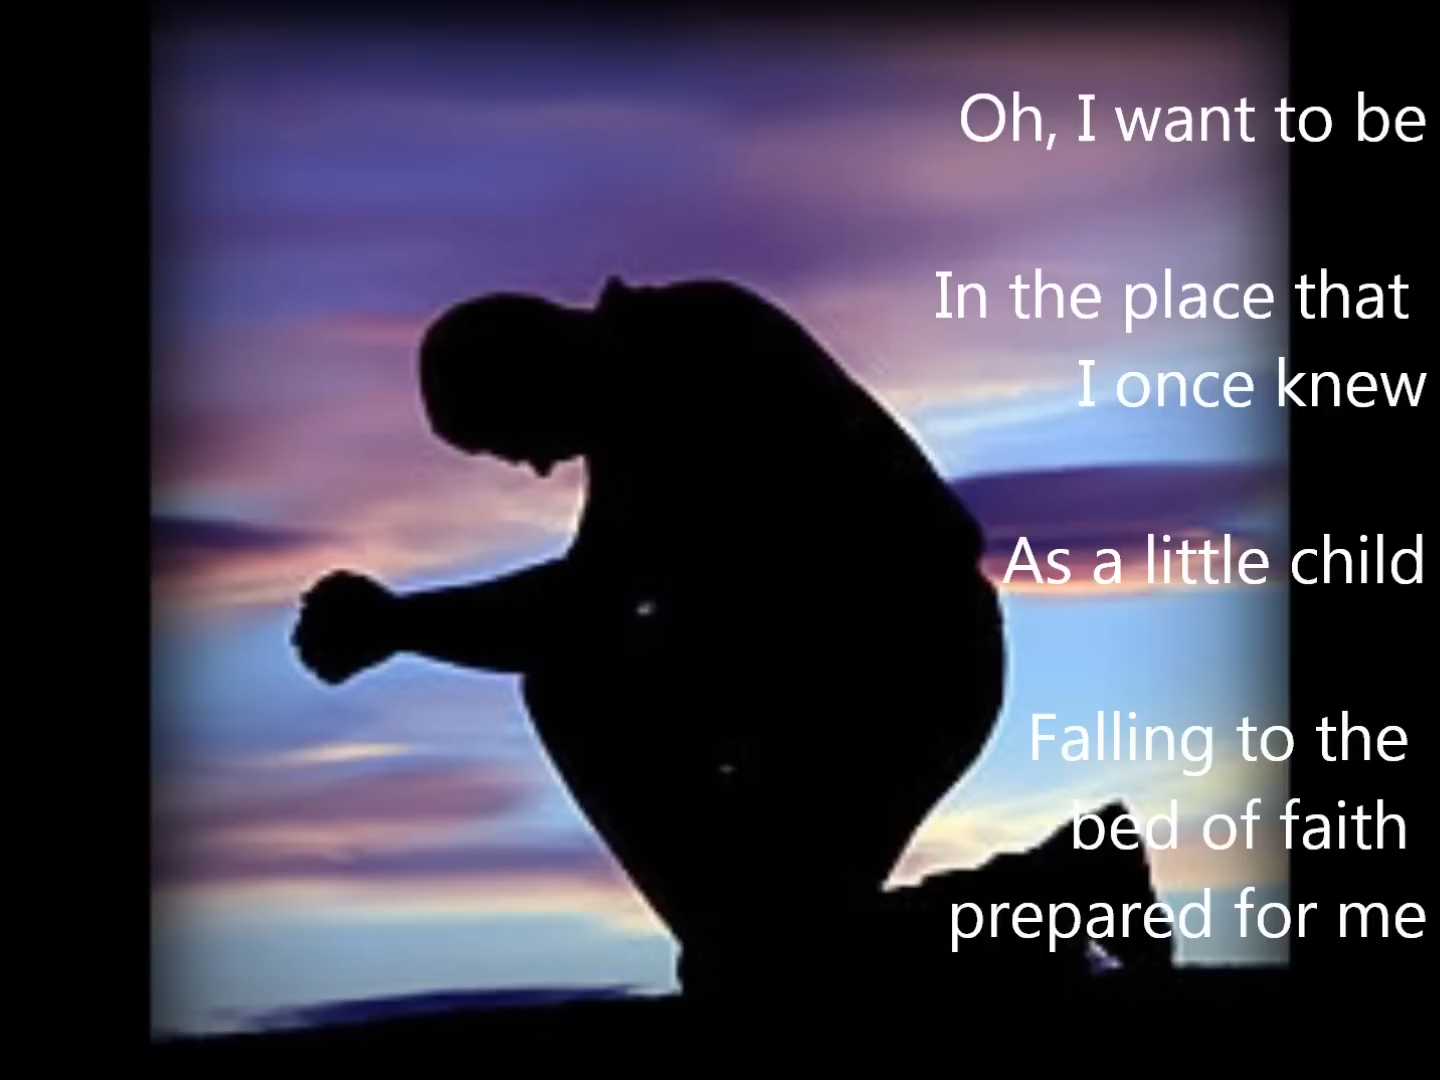 Oh, I want to be
In the place that
I once knew
As a little child
Falling to the
bed of faith
prepared for me